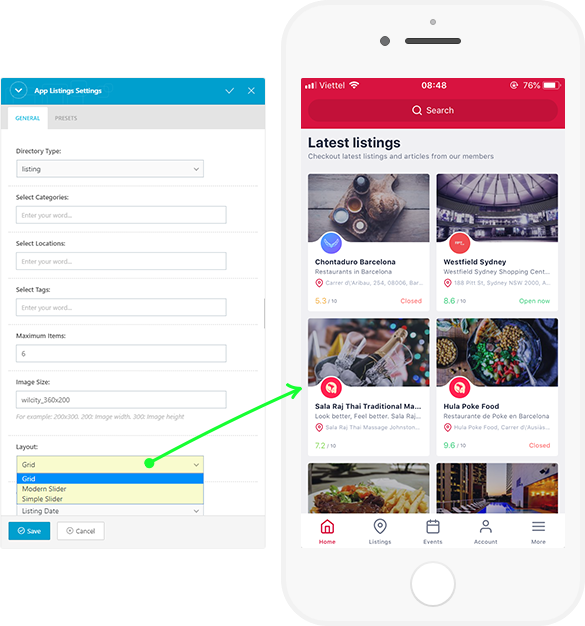 App Listings Settings
GENERAL
PRESETS
Directory Type:
listing
Select Categories:
Enter your word...
Select Locations:
Enter your word...
Select Tags:
Enter your word...
Maximum Items:
6
Image Size:
wilcity_360x200
For example: 200x300, 200: Image width, 300: Image height
Layout:
Grid
Grid
Modern Slider
Simple Slider
Listing Date
Save
Cancel
Viettel
08:48
76%
Search
Latest listings
Checkout latest listings and articles from our members
Chontaduro Barcelona
Restaurants in Barcelona
Carrer d\'Aribau, 254, 08006, Bar...
5.3 / 10
Closed
Westfield Sydney
Westfield Sydney Shopping Cent...
188 Pitt St, Sydney NSW 2000, A...
8.6 / 10
Open now
Sala Raj Thai Traditional Ma...
Look better, Feel better. Sala Raj...
Sala Raj Thai Massage Johnston...
7.2 / 10
Hula Poke Food
Restaurante de Poke en Barcelona
Hula Poke Food, Carrer d\'Ausiàs...
9.6 / 10
Closed
Home
Listings
Events
Account
More